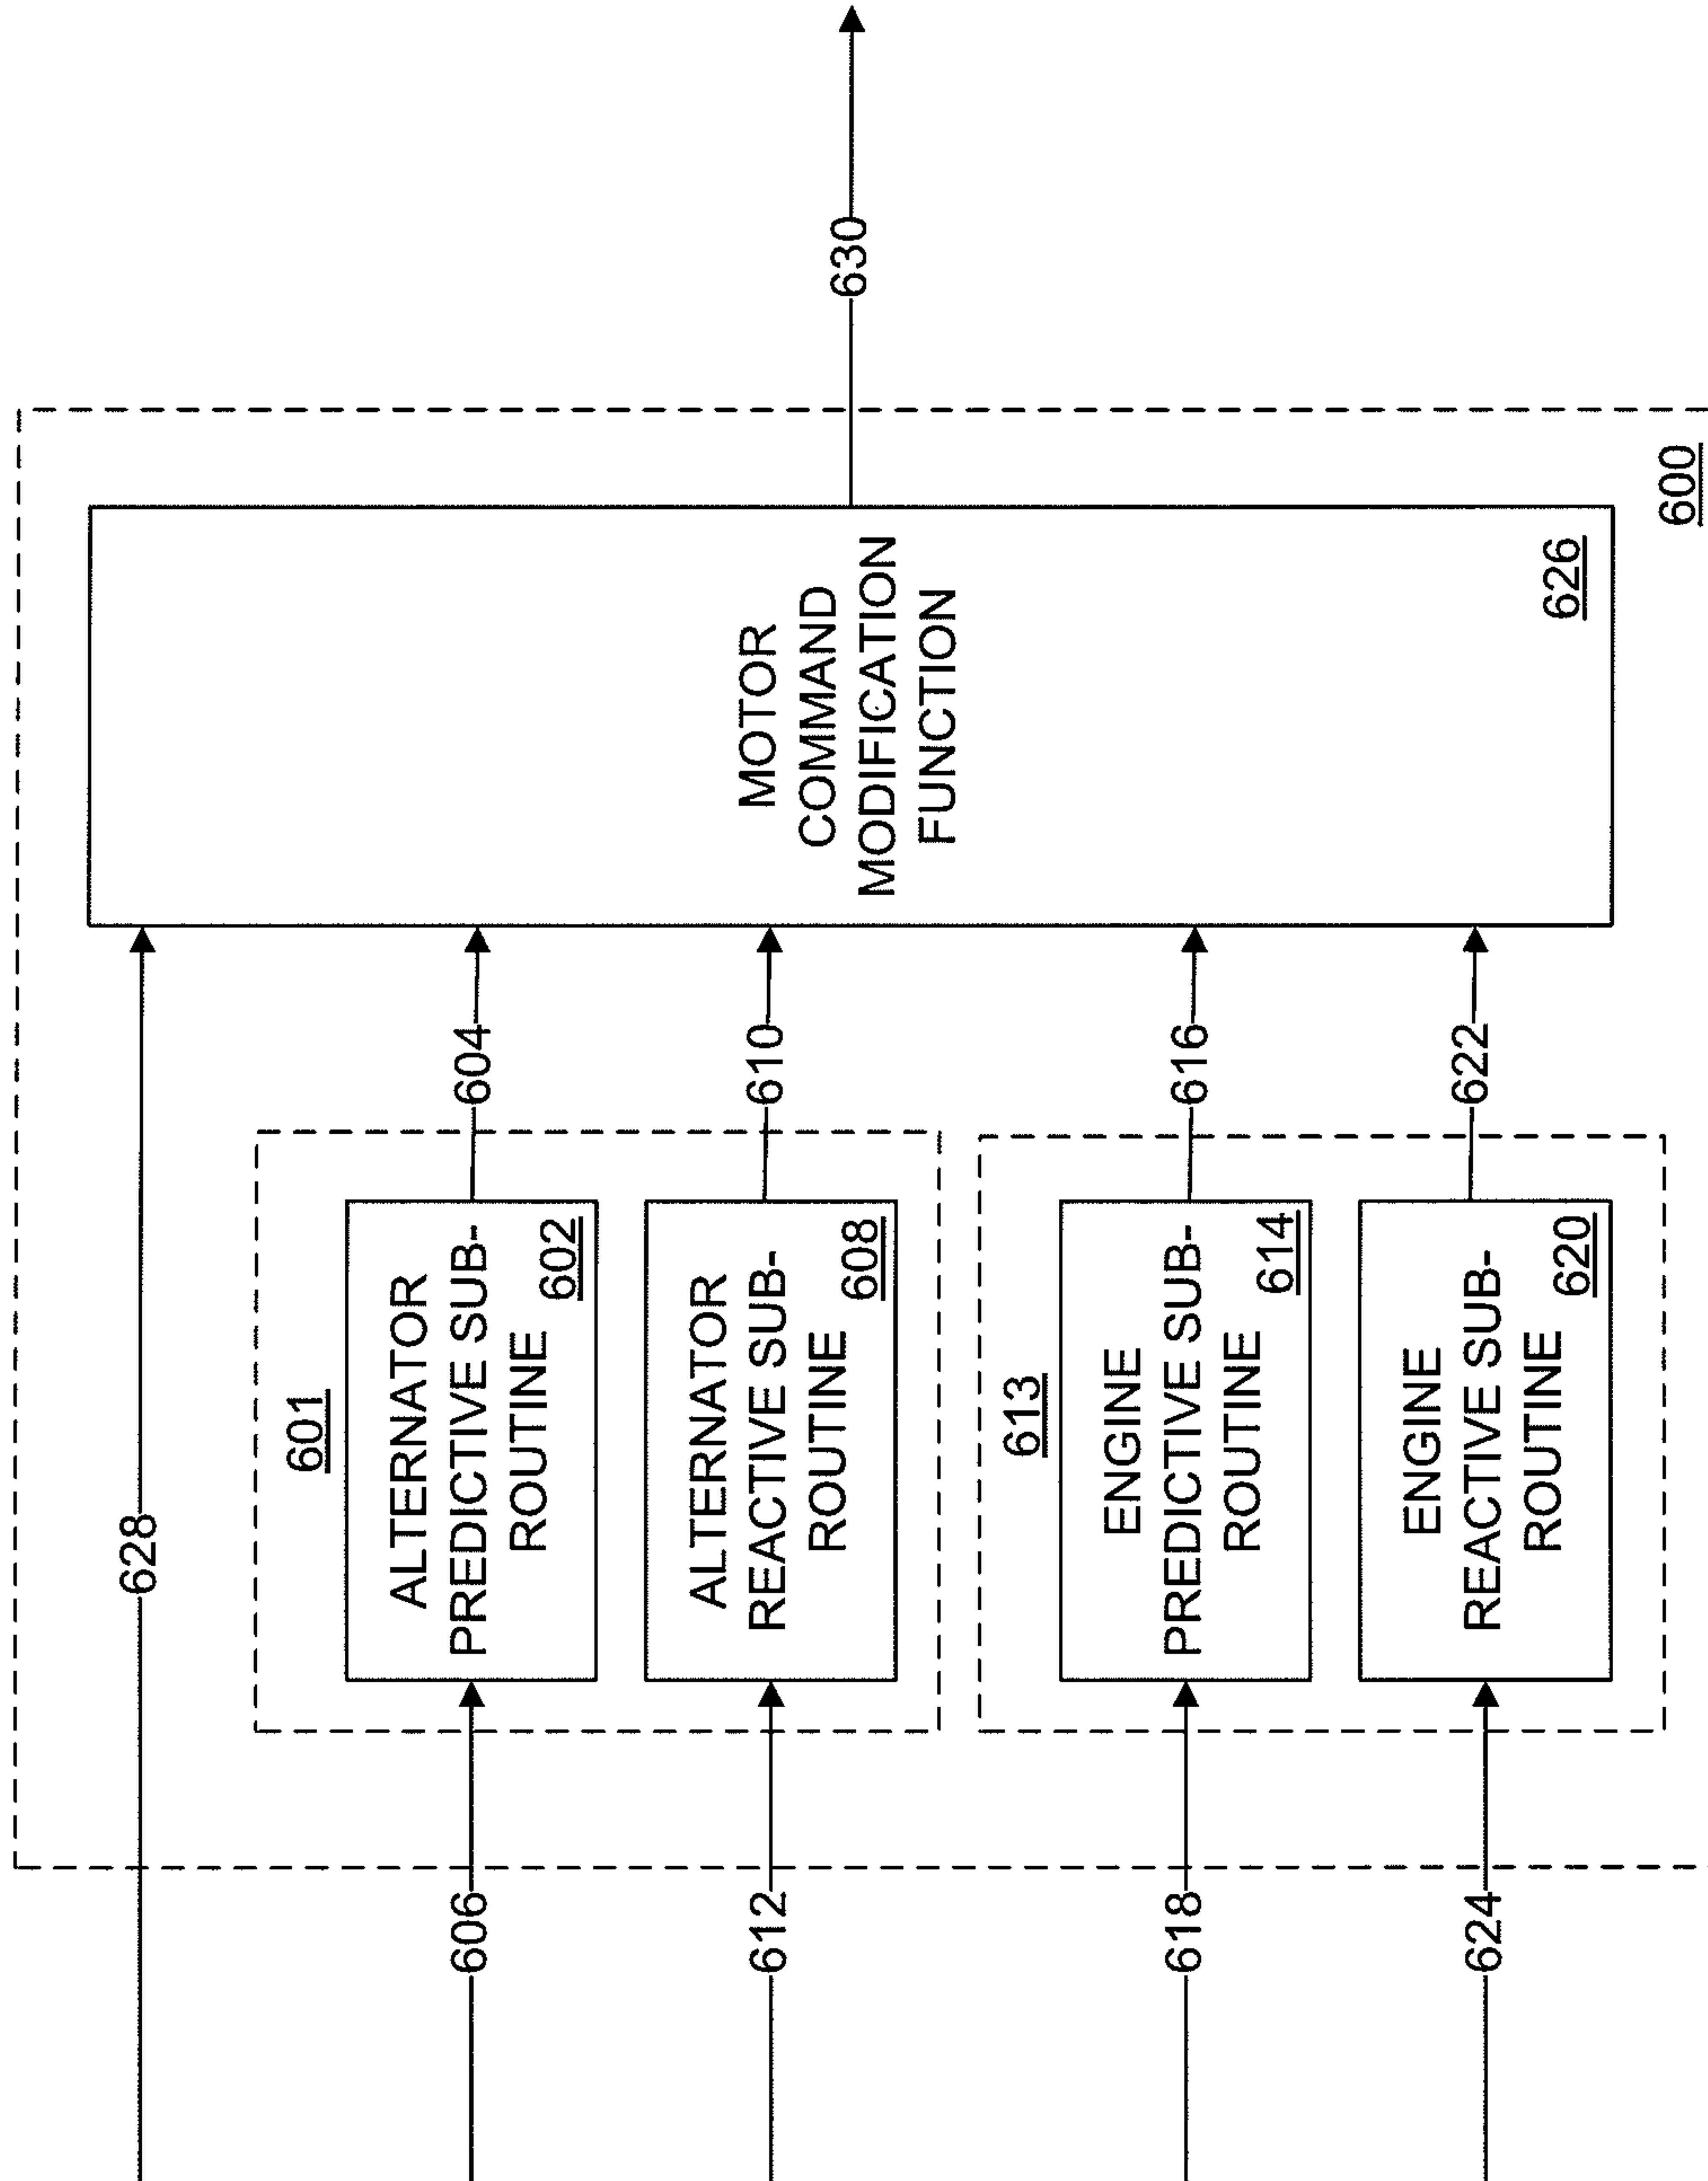 628
606
612
618
624
601
ALTERNATOR
PREDICTIVE SUB-
ROUTINE
602
ALTERNATOR
REACTIVE SUB-
ROUTINE
608
613
ENGINE
PREDICTIVE SUB-
ROUTINE
614
ENGINE
REACTIVE SUB-
ROUTINE
620
604
610
616
622
MOTOR
COMMAND
MODIFICATION
FUNCTION
626
600
630